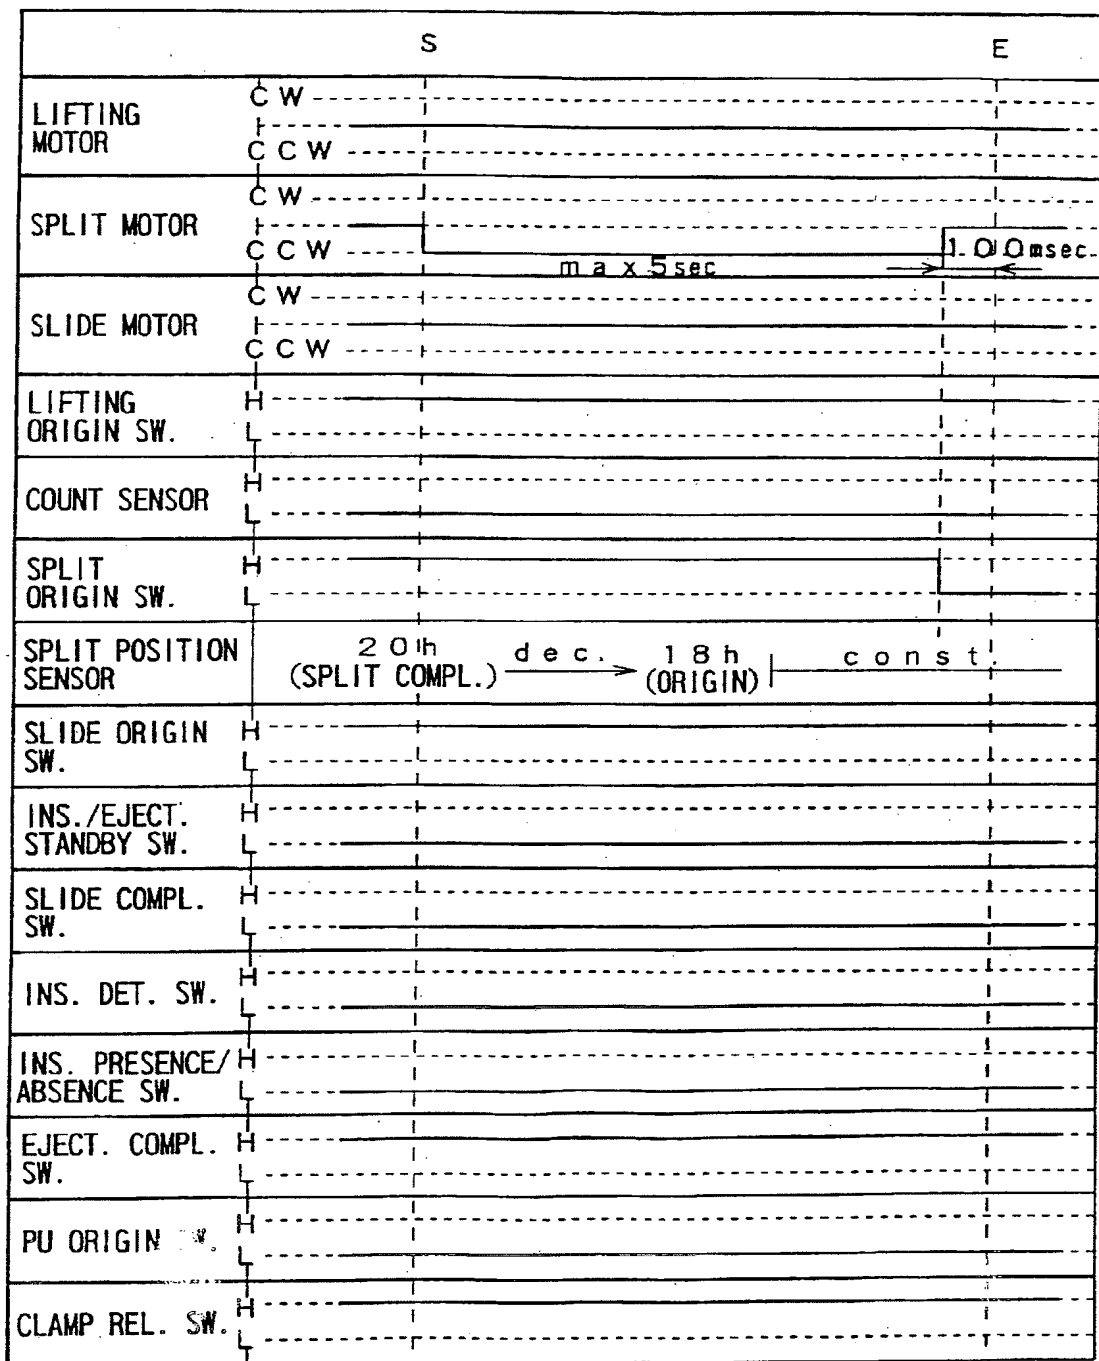 S E
LIFTING
MOTOR
CW
CCW
SPLIT MOTOR
CW
CCW
max 5sec
100msec
SLIDE MOTOR
CW
CCW
LIFTING
ORIGIN SW.
H
L
COUNT SENSOR
H
L
SPLIT
ORIGIN SW.
H
L
SPLIT POSITION
SENSOR
20h
(SPLIT COMPL.)
dec.
18h
(ORIGIN)
const.
SLIDE ORIGIN
SW.
H
L
INS./EJECT.
STANDBY SW.
H
L
SLIDE COMPL.
SW.
H
L
INS. DET. SW.
H
L
INS. PRESENCE/
ABSENCE SW.
H
L
EJECT. COMPL.
SW.
H
L
PU ORIGIN
H
L
CLAMP REL. SW.
H
L